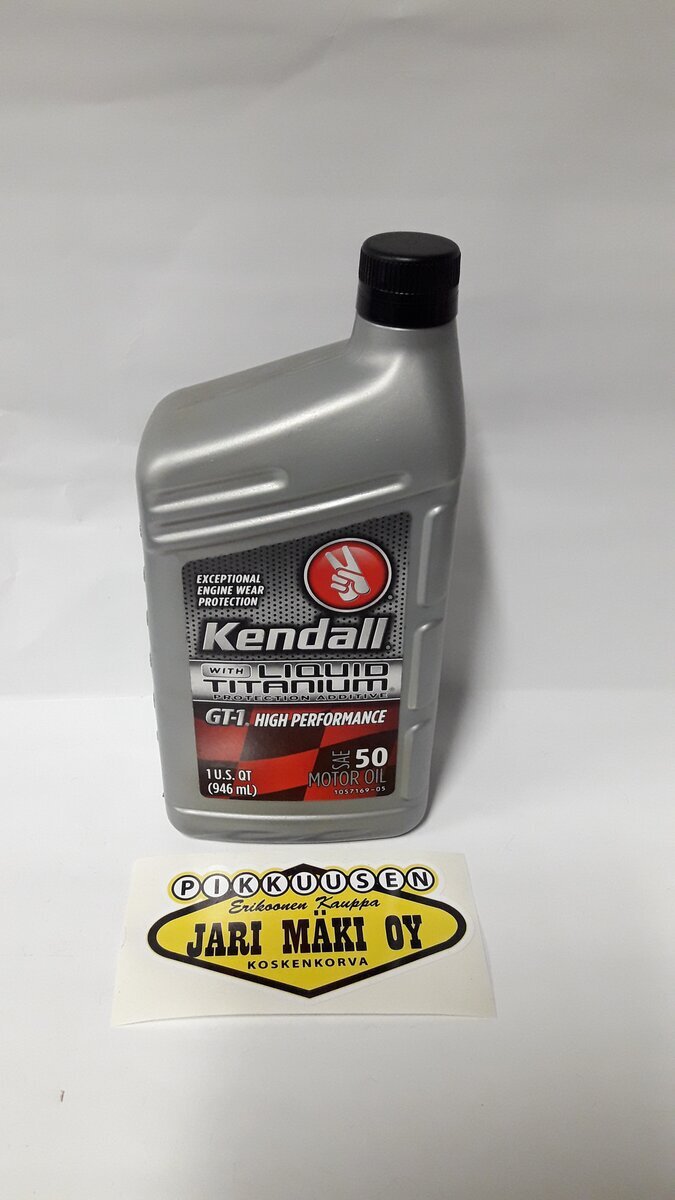 EXCEPTIONAL
ENGINE WEAR
PROTECTION
Kendall®
WITH LIQUID
TITANIUM®
PROTECTION ADDITIVE
GT-1® HIGH PERFORMANCE
SAE 50
MOTOR OIL
1 U.S. QT
(946 mL)
1057169-05
PIKKUUSEN
Erikoonen Kauppa
JARI MÄKI OY
KOSKENKORVA